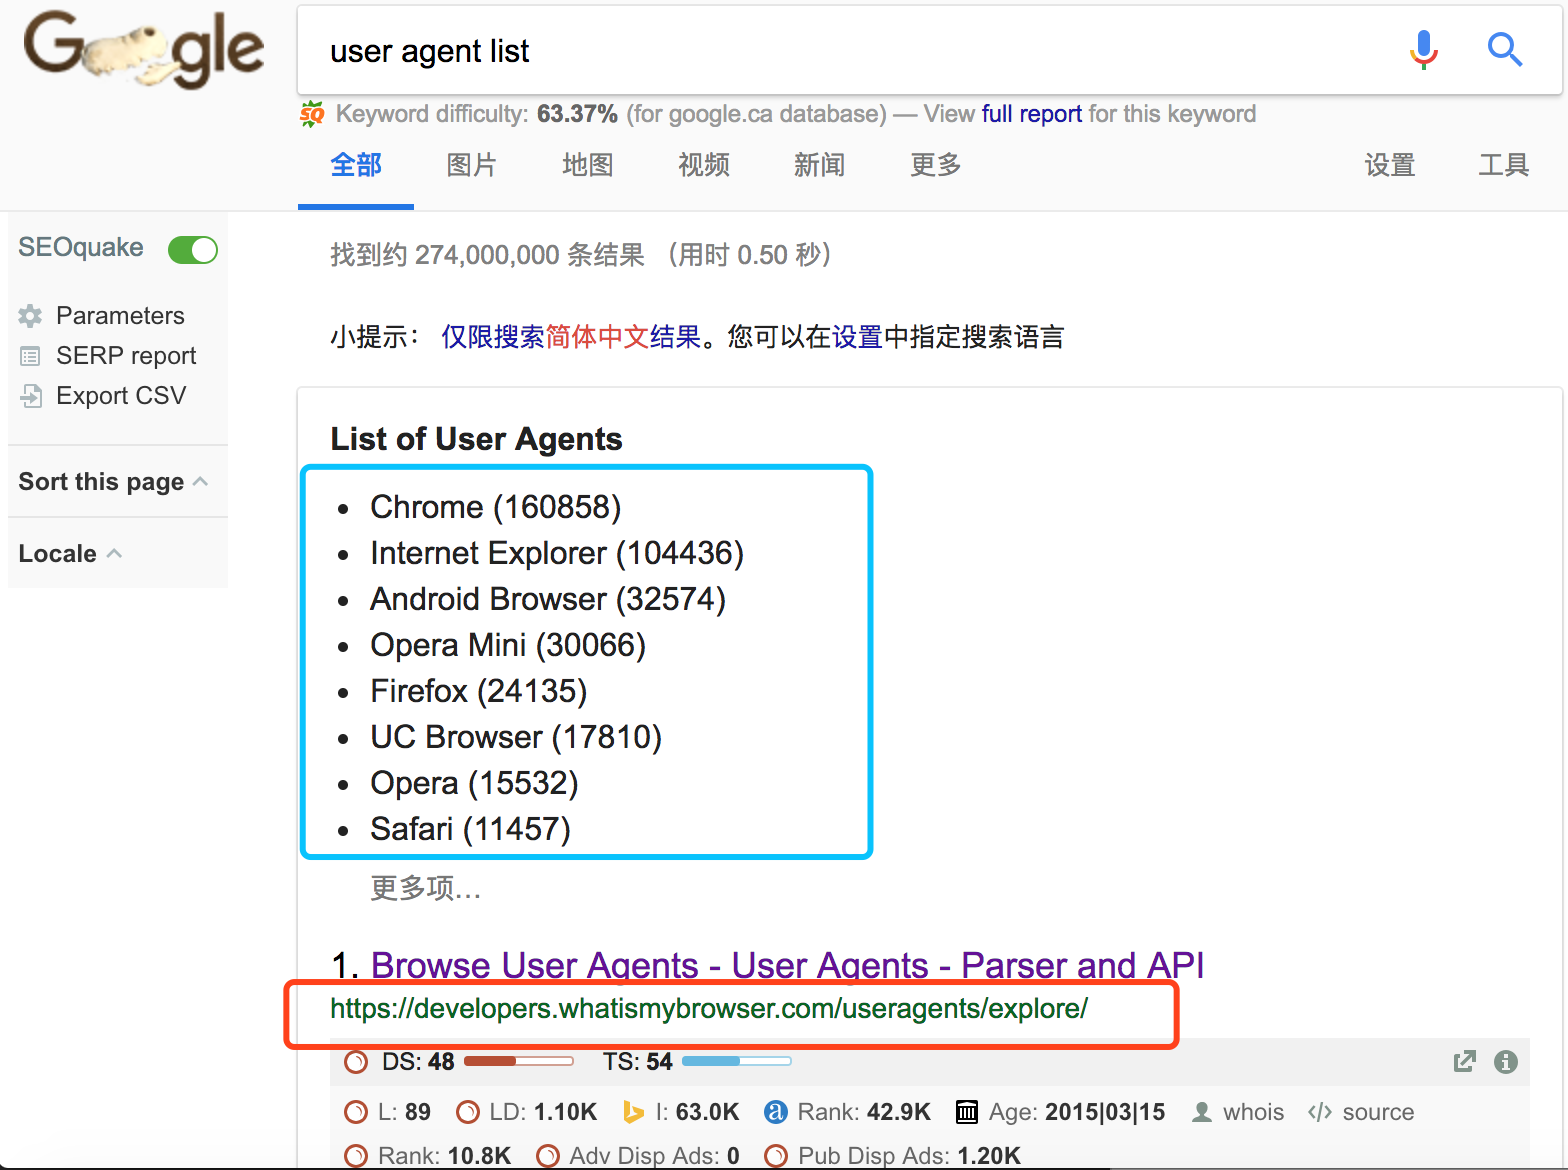 Google
user agent list
SQ Keyword difficulty: 63.37% (for google.ca database) — View full report for this keyword
全部 图片 地图 视频 新闻 更多 设置 工具
SEOquake
Parameters
SERP report
Export CSV
Sort this page
Locale
找到约 274,000,000 条结果 （用时 0.50 秒）
小提示： 仅限搜索简体中文结果。您可以在设置中指定搜索语言
List of User Agents
• Chrome (160858)
• Internet Explorer (104436)
• Android Browser (32574)
• Opera Mini (30066)
• Firefox (24135)
• UC Browser (17810)
• Opera (15532)
• Safari (11457)
更多项...
1. Browse User Agents - User Agents - Parser and API
https://developers.whatismybrowser.com/useragents/explore/
DS: 48 TS: 54
L: 89 LD: 1.10K I: 63.0K Rank: 42.9K Age: 2015|03|15 whois </> source
Rank: 10.8K Adv Disp Ads: 0 Pub Disp Ads: 1.20K